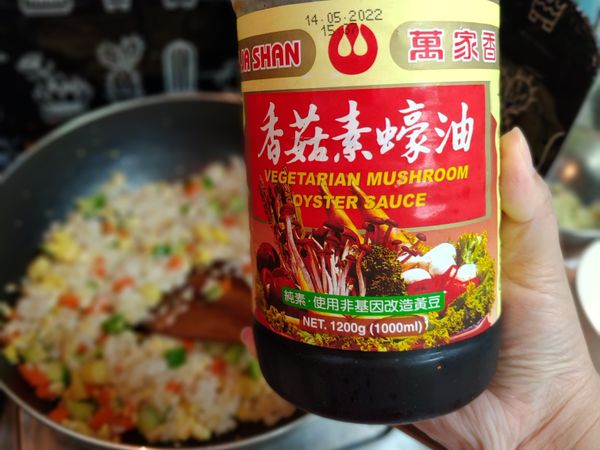 14.05.2022
JA SHAN
萬家香
香菇素蠔油
VEGETARIAN MUSHROOM
OYSTER SAUCE
純素·使用非基因改造黃豆
NET. 1200g (1000ml)